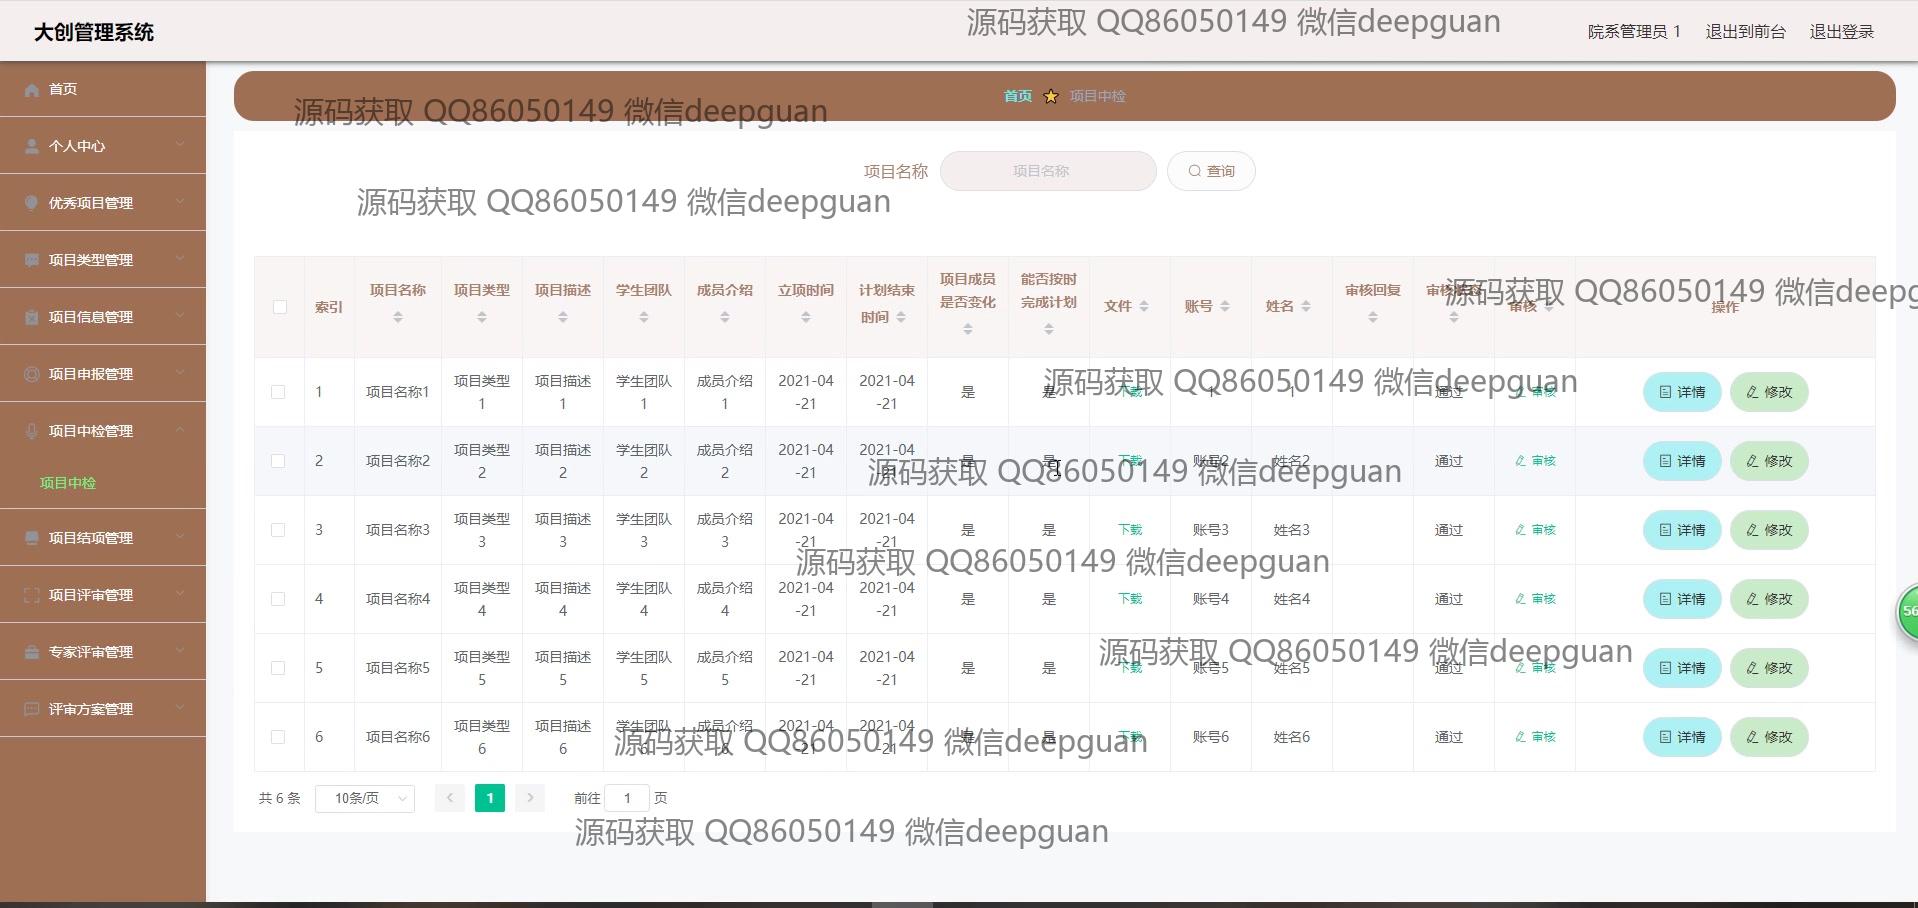 大创管理系统
源码获取 QQ86050149 微信deepguan
院系管理员 1 退出到前台 退出登录
首页
个人中心
优秀项目管理
项目类型管理
项目信息管理
项目申报管理
项目中检管理
项目中检
项目结项管理
项目评审管理
专家评审管理
评审方案管理
首页 项目中检
源码获取 QQ86050149 微信deepguan
项目名称 项目名称 查询
源码获取 QQ86050149 微信deepguan
索引 项目名称 项目类型 项目描述 学生团队 成员介绍 立项时间 计划结束时间 项目成员是否变化 能否按时完成计划 文件 账号 姓名 审核回复 审核 操作
源码获取 QQ86050149 微信deepg
1 项目名称1 项目类型1 项目描述1 学生团队1 成员介绍1 2021-04-21 2021-04-21 是 是 下载 1 1 通过 审核 详情 修改
源码获取 QQ86050149 微信deepguan
2 项目名称2 项目类型2 项目描述2 学生团队2 成员介绍2 2021-04-21 2021-04-21 是 是 下载 账号2 姓名2 通过 审核 详情 修改
源码获取 QQ86050149 微信deepguan
3 项目名称3 项目类型3 项目描述3 学生团队3 成员介绍3 2021-04-21 2021-04-21 是 是 下载 账号3 姓名3 通过 审核 详情 修改
源码获取 QQ86050149 微信deepguan
4 项目名称4 项目类型4 项目描述4 学生团队4 成员介绍4 2021-04-21 2021-04-21 是 是 下载 账号4 姓名4 通过 审核 详情 修改
源码获取 QQ86050149 微信deepguan
5 项目名称5 项目类型5 项目描述5 学生团队5 成员介绍5 2021-04-21 2021-04-21 是 是 下载 账号5 姓名5 通过 审核 详情 修改
6 项目名称6 项目类型6 项目描述6 学生团队6 成员介绍6 2021-04-21 2021-04-21 是 是 下载 账号6 姓名6 通过 审核 详情 修改
源码获取 QQ86050149 微信deepguan
共 6 条 10条/页 1 前往 1 页
源码获取 QQ86050149 微信deepguan
56